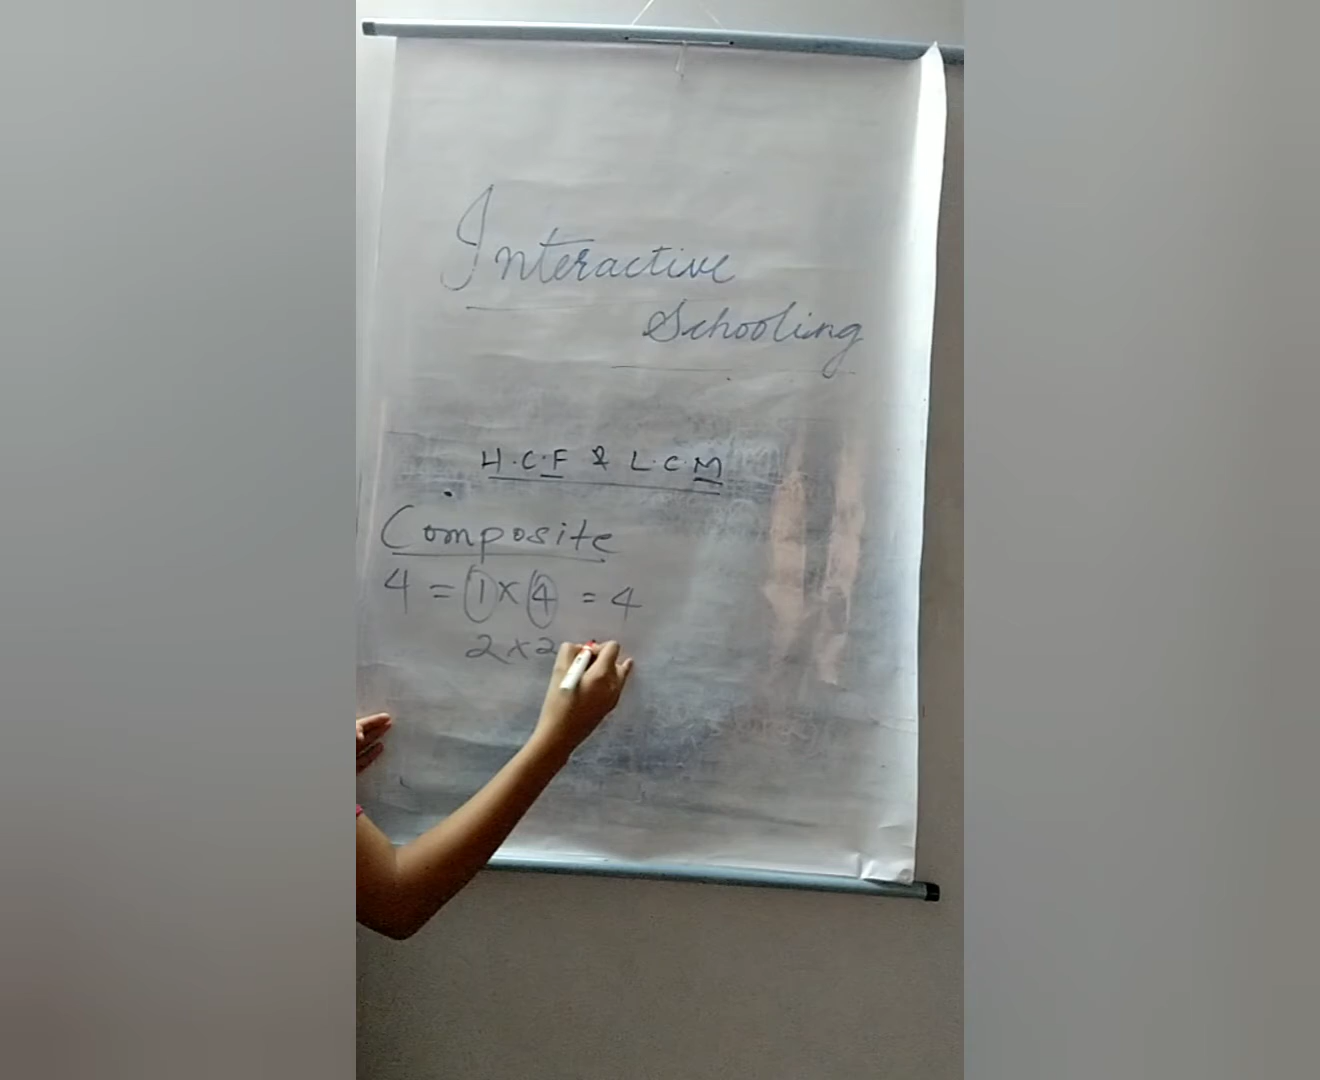 Interactive
Schooling
H.C.F & L.C.M
Composite
4 = 1 x 4 = 4
2 x 2